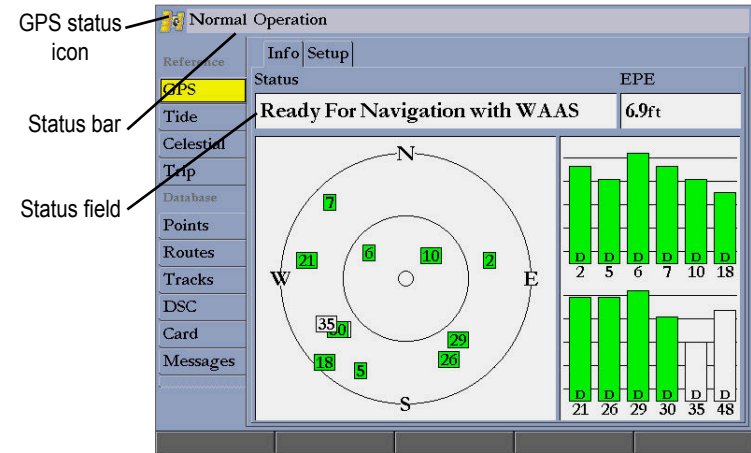 GPS status
icon
Status bar
Status field
Normal Operation
Reference
GPS
Tide
Celestial
Trip
Database
Points
Routes
Tracks
DSC
Card
Messages
Info Setup
Status EPE
Ready For Navigation with WAAS 6.9ft
N
7
21 6 10 2
W E
35 30
29
18 5 26
S
D D D D D D
2 5 6 7 10 18
D D D D D D
21 26 29 30 35 48